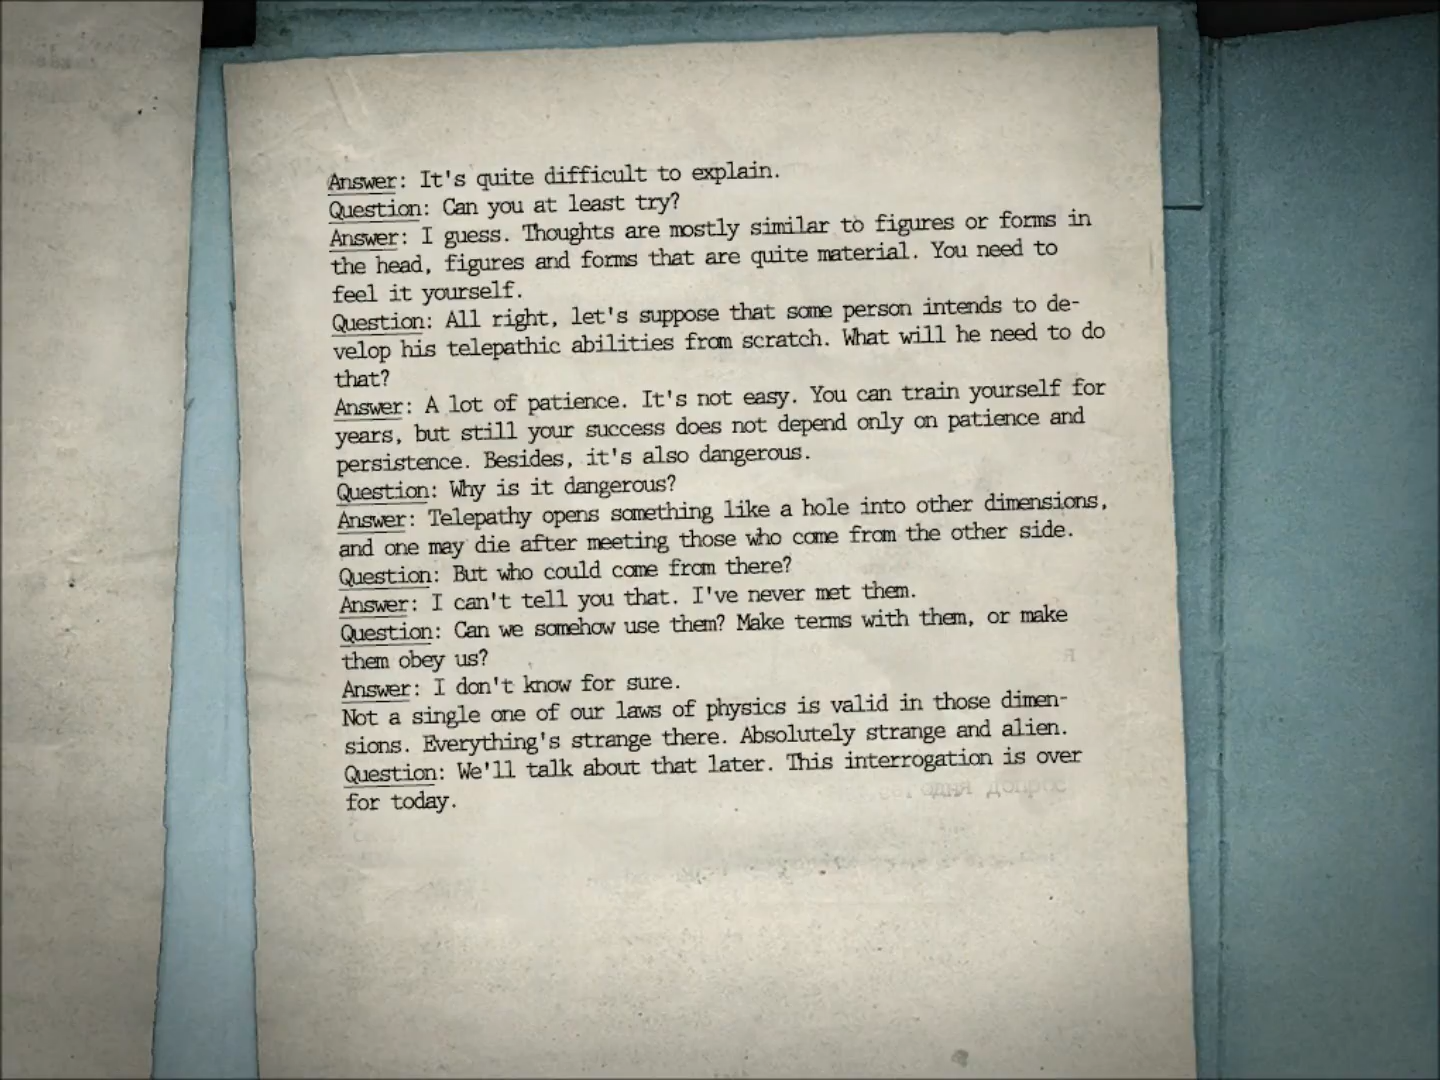 Answer: It's quite difficult to explain.
Question: Can you at least try?
Answer: I guess. Thoughts are mostly similar to figures or forms in
the head, figures and forms that are quite material. You need to
feel it yourself.
Question: All right, let's suppose that some person intends to de-
velop his telepathic abilities from scratch. What will he need to do
that?
Answer: A lot of patience. It's not easy. You can train yourself for
years, but still your success does not depend only on patience and
persistence. Besides, it's also dangerous.
Question: Why is it dangerous?
Answer: Telepathy opens something like a hole into other dimensions,
and one may die after meeting those who come from the other side.
Question: But who could come from there?
Answer: I can't tell you that. I've never met them.
Question: Can we somehow use them? Make terms with them, or make
them obey us?
Answer: I don't know for sure.
Not a single one of our laws of physics is valid in those dimen-
sions. Everything's strange there. Absolutely strange and alien.
Question: We'll talk about that later. This interrogation is over
for today.